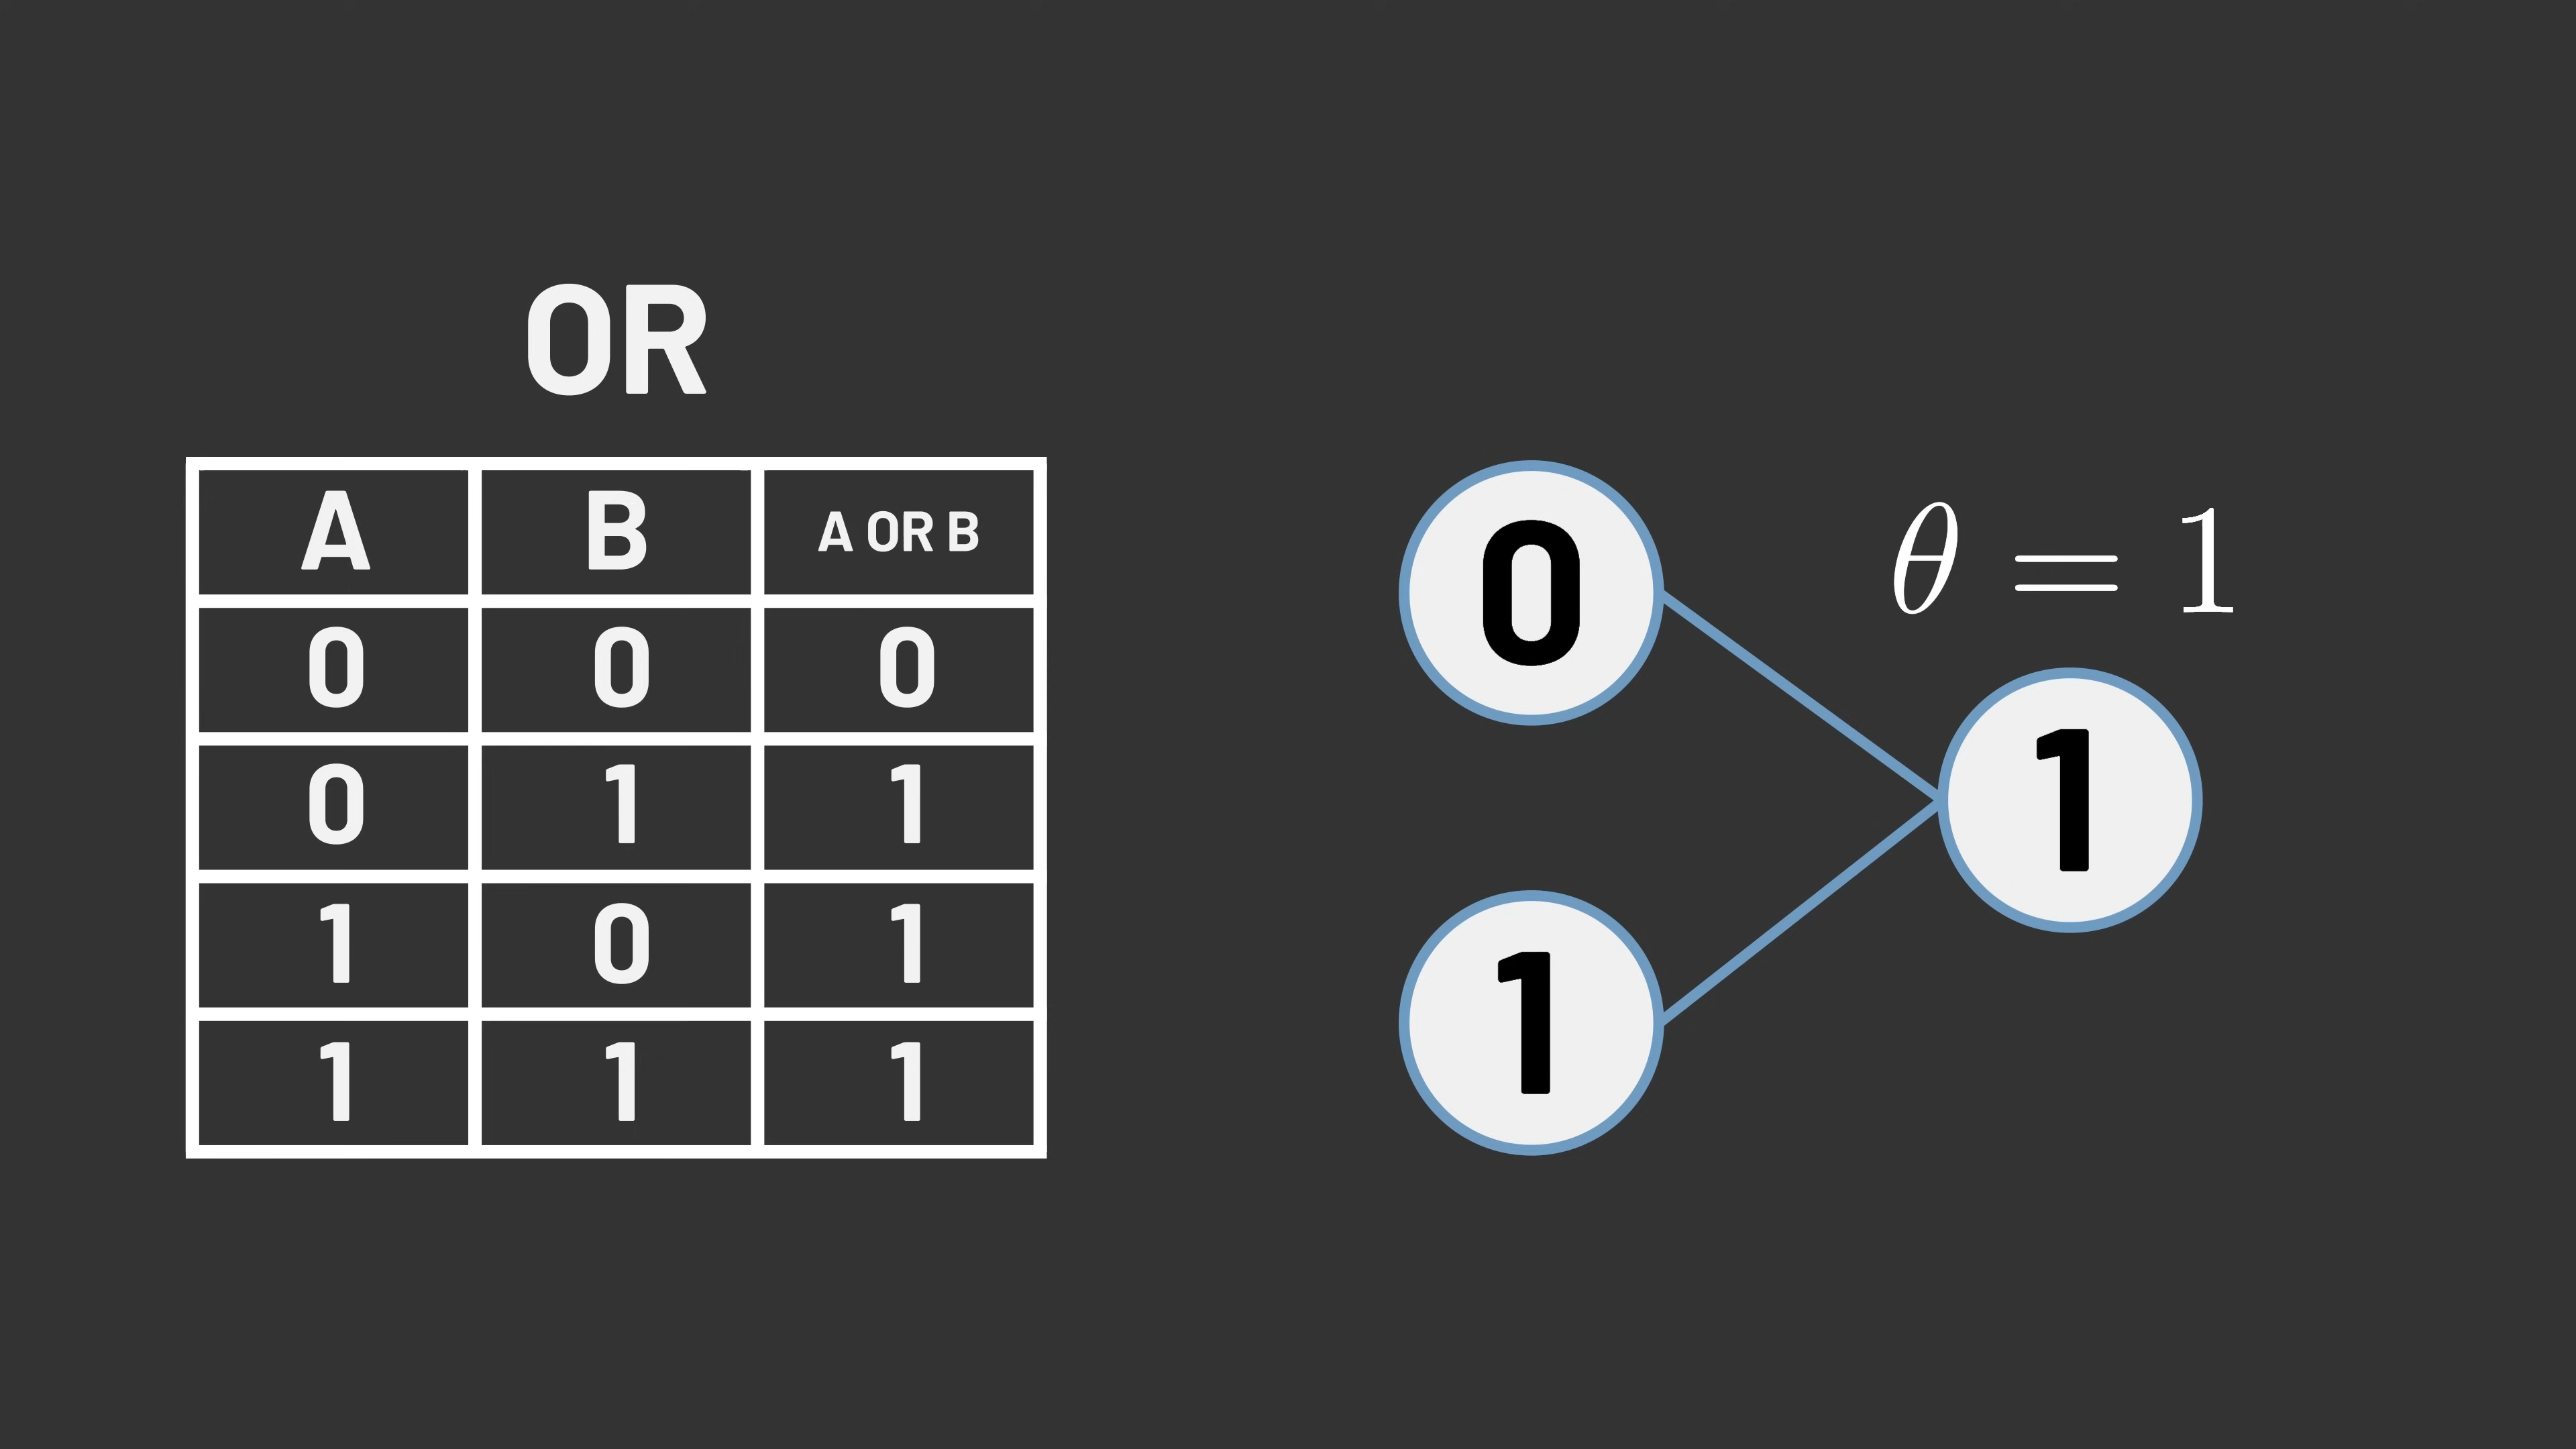 OR
A B A OR B
0 0 0
0 1 1
1 0 1
1 1 1
0
θ = 1
1
1